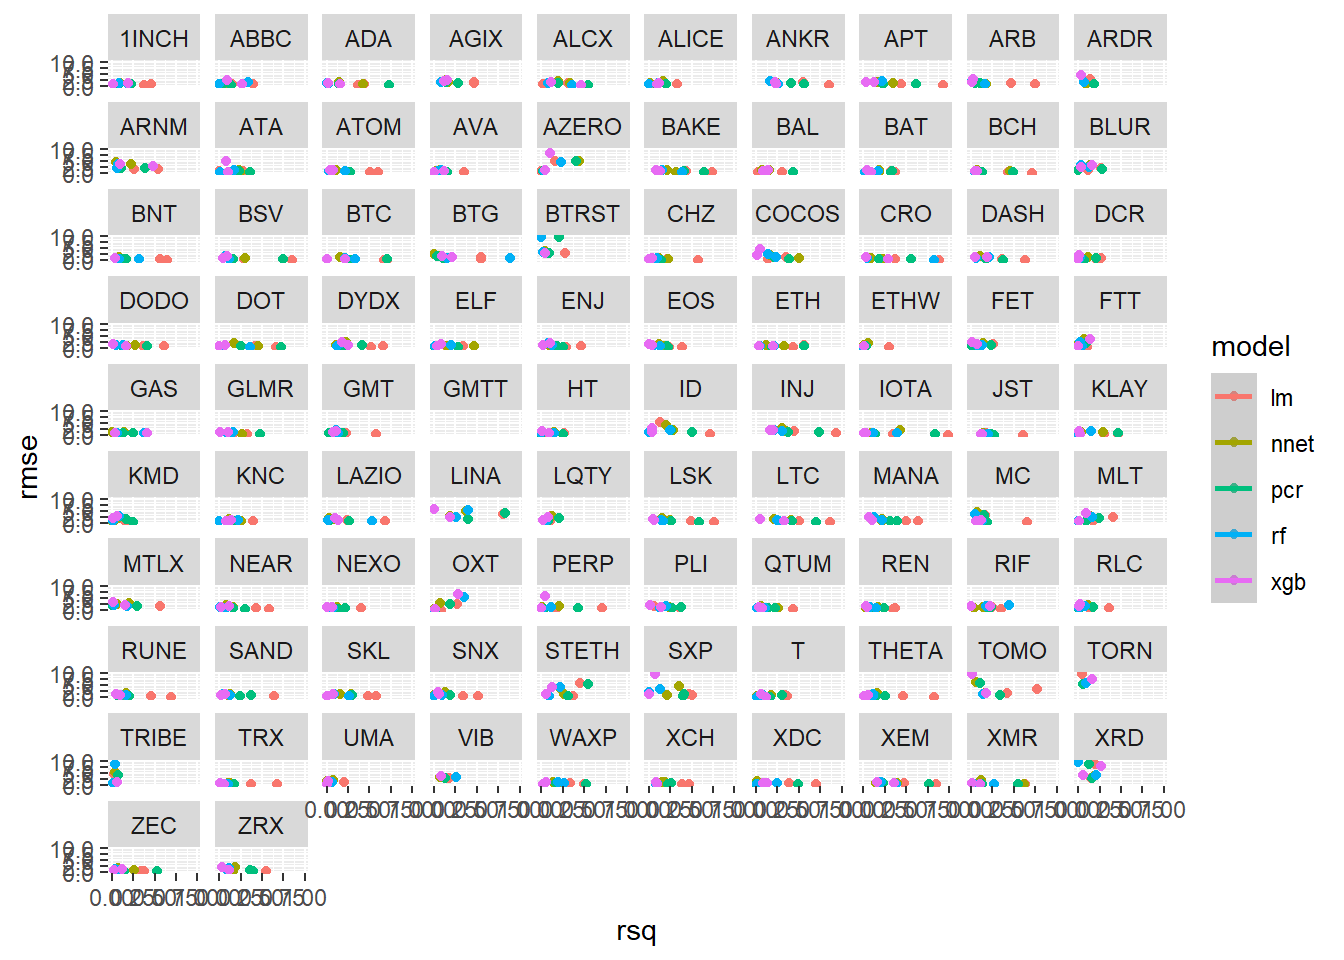 1INCH ABBC ADA AGIX ALCX ALICE ANKR APT ARB ARDR
ARNM ATA ATOM AVA AZERO BAKE BAL BAT BCH BLUR
BNT BSV BTC BTG BTRST CHZ COCOS CRO DASH DCR
DODO DOT DYDX ELF ENJ EOS ETH ETHW FET FTT
GAS GLMR GMT GMTT HT ID INJ IOTA JST KLAY
KMD KNC LAZIO LINA LQTY LSK LTC MANA MC MLT
MTLX NEAR NEXO OXT PERP PLI QTUM REN RIF RLC
RUNE SAND SKL SNX STETH SXP T THETA TOMO TORN
TRIBE TRX UMA VIB WAXP XCH XDC XEM XMR XRD
ZEC ZRX
rsq
rmse
model
lm
nnet
pcr
rf
xgb